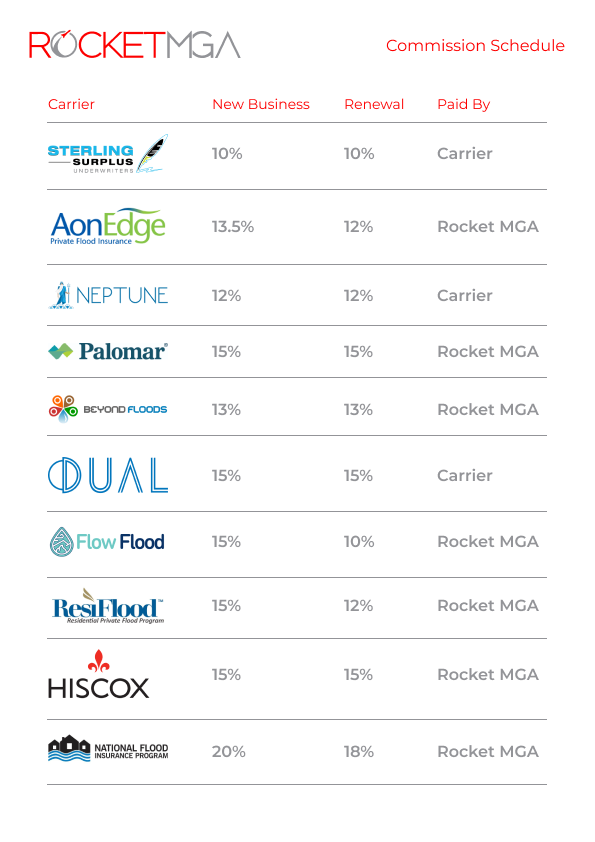 ROCKETMGA
Commission Schedule
Carrier New Business Renewal Paid By
STERLING
SURPLUS
UNDERWRITERS
10% 10% Carrier
AonEdge
Private Flood Insurance
13.5% 12% Rocket MGA
NEPTUNE 12% 12% Carrier
Palomar® 15% 15% Rocket MGA
BEYOND FLOODS 13% 13% Rocket MGA
DUAL 15% 15% Carrier
Flow Flood 15% 10% Rocket MGA
ResiFlood™
Residential Private Flood Program
15% 12% Rocket MGA
HISCOX 15% 15% Rocket MGA
NATIONAL FLOOD
INSURANCE PROGRAM
20% 18% Rocket MGA